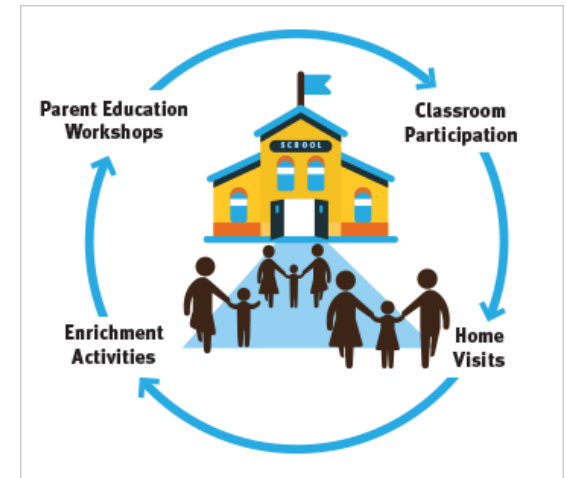 Parent Education
Workshops
Classroom
Participation
SCHOOL
Enrichment
Activities
Home
Visits